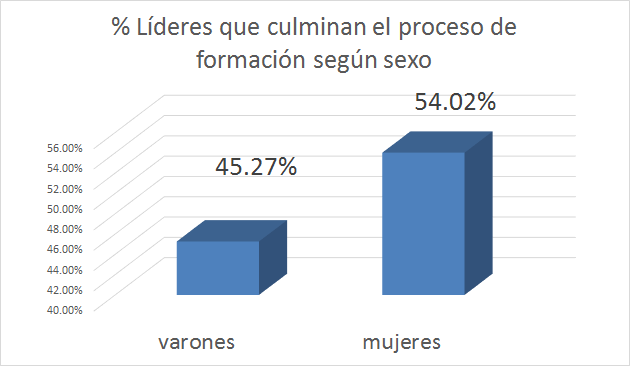 % Líderes que culminan el proceso de
formación según sexo
54.02%
45.27%
56.00%
54.00%
52.00%
50.00%
48.00%
46.00%
44.00%
42.00%
40.00%
varones
mujeres